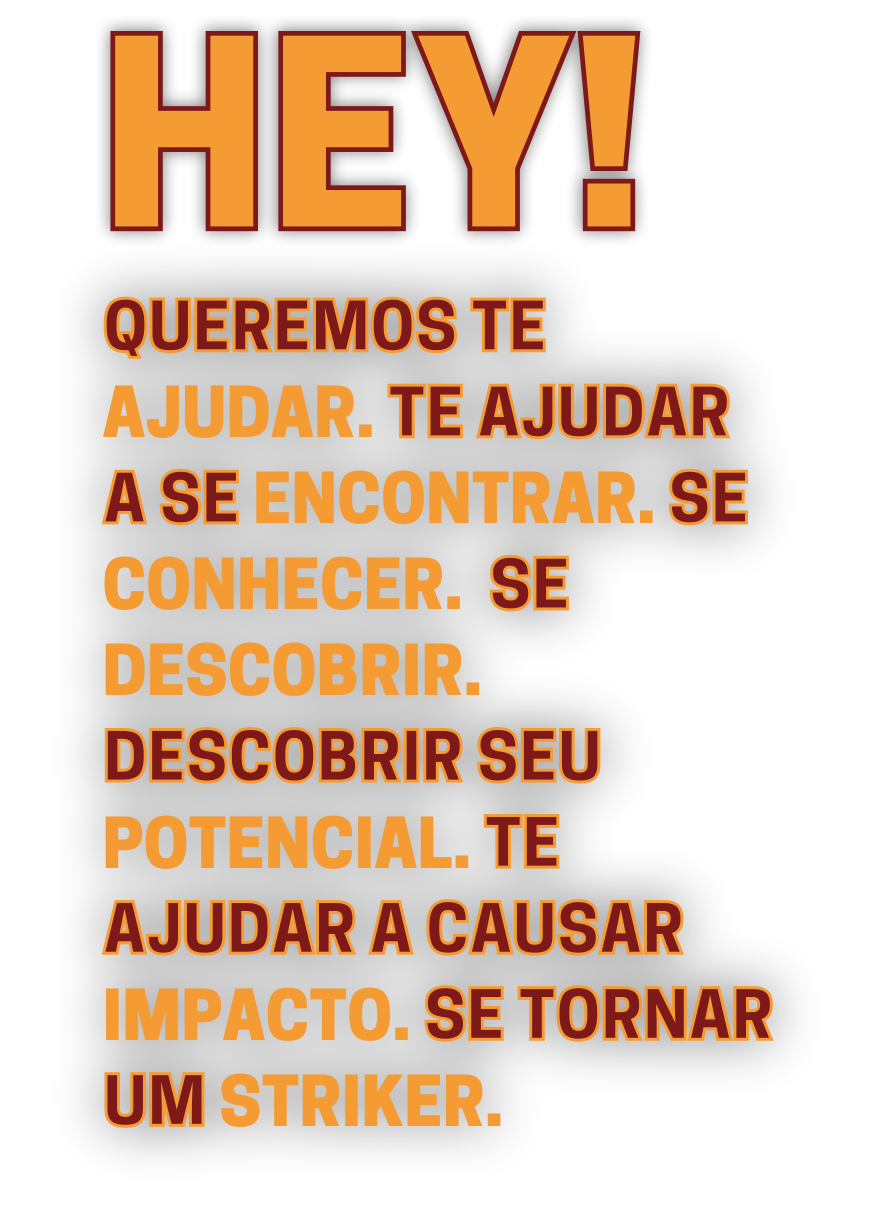 HEY!
QUEREMOS TE
AJUDAR. TE AJUDAR
A SE ENCONTRAR. SE
CONHECER. SE
DESCOBRIR.
DESCOBRIR SEU
POTENCIAL. TE
AJUDAR A CAUSAR
IMPACTO. SE TORNAR
UM STRIKER.